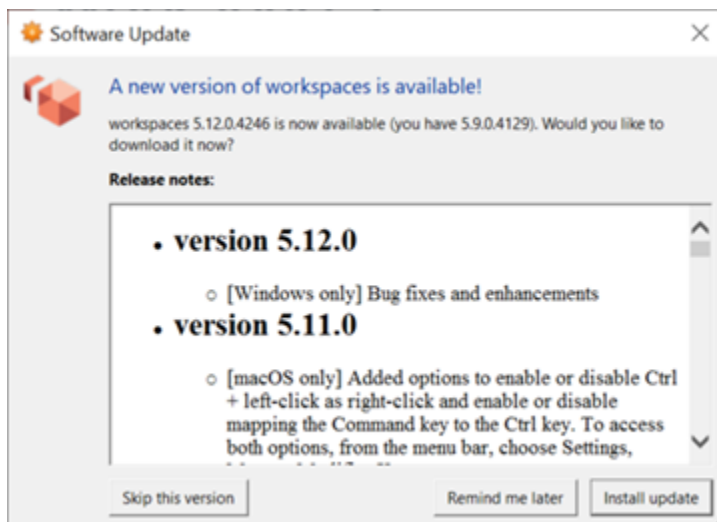 Software Update
A new version of workspaces is available!
workspaces 5.12.0.4246 is now available (you have 5.9.0.4129). Would you like to
download it now?
Release notes:
• version 5.12.0
○ [Windows only] Bug fixes and enhancements
• version 5.11.0
○ [macOS only] Added options to enable or disable Ctrl
+ left-click as right-click and enable or disable
mapping the Command key to the Ctrl key. To access
both options, from the menu bar, choose Settings,
Skip this version
Remind me later
Install update